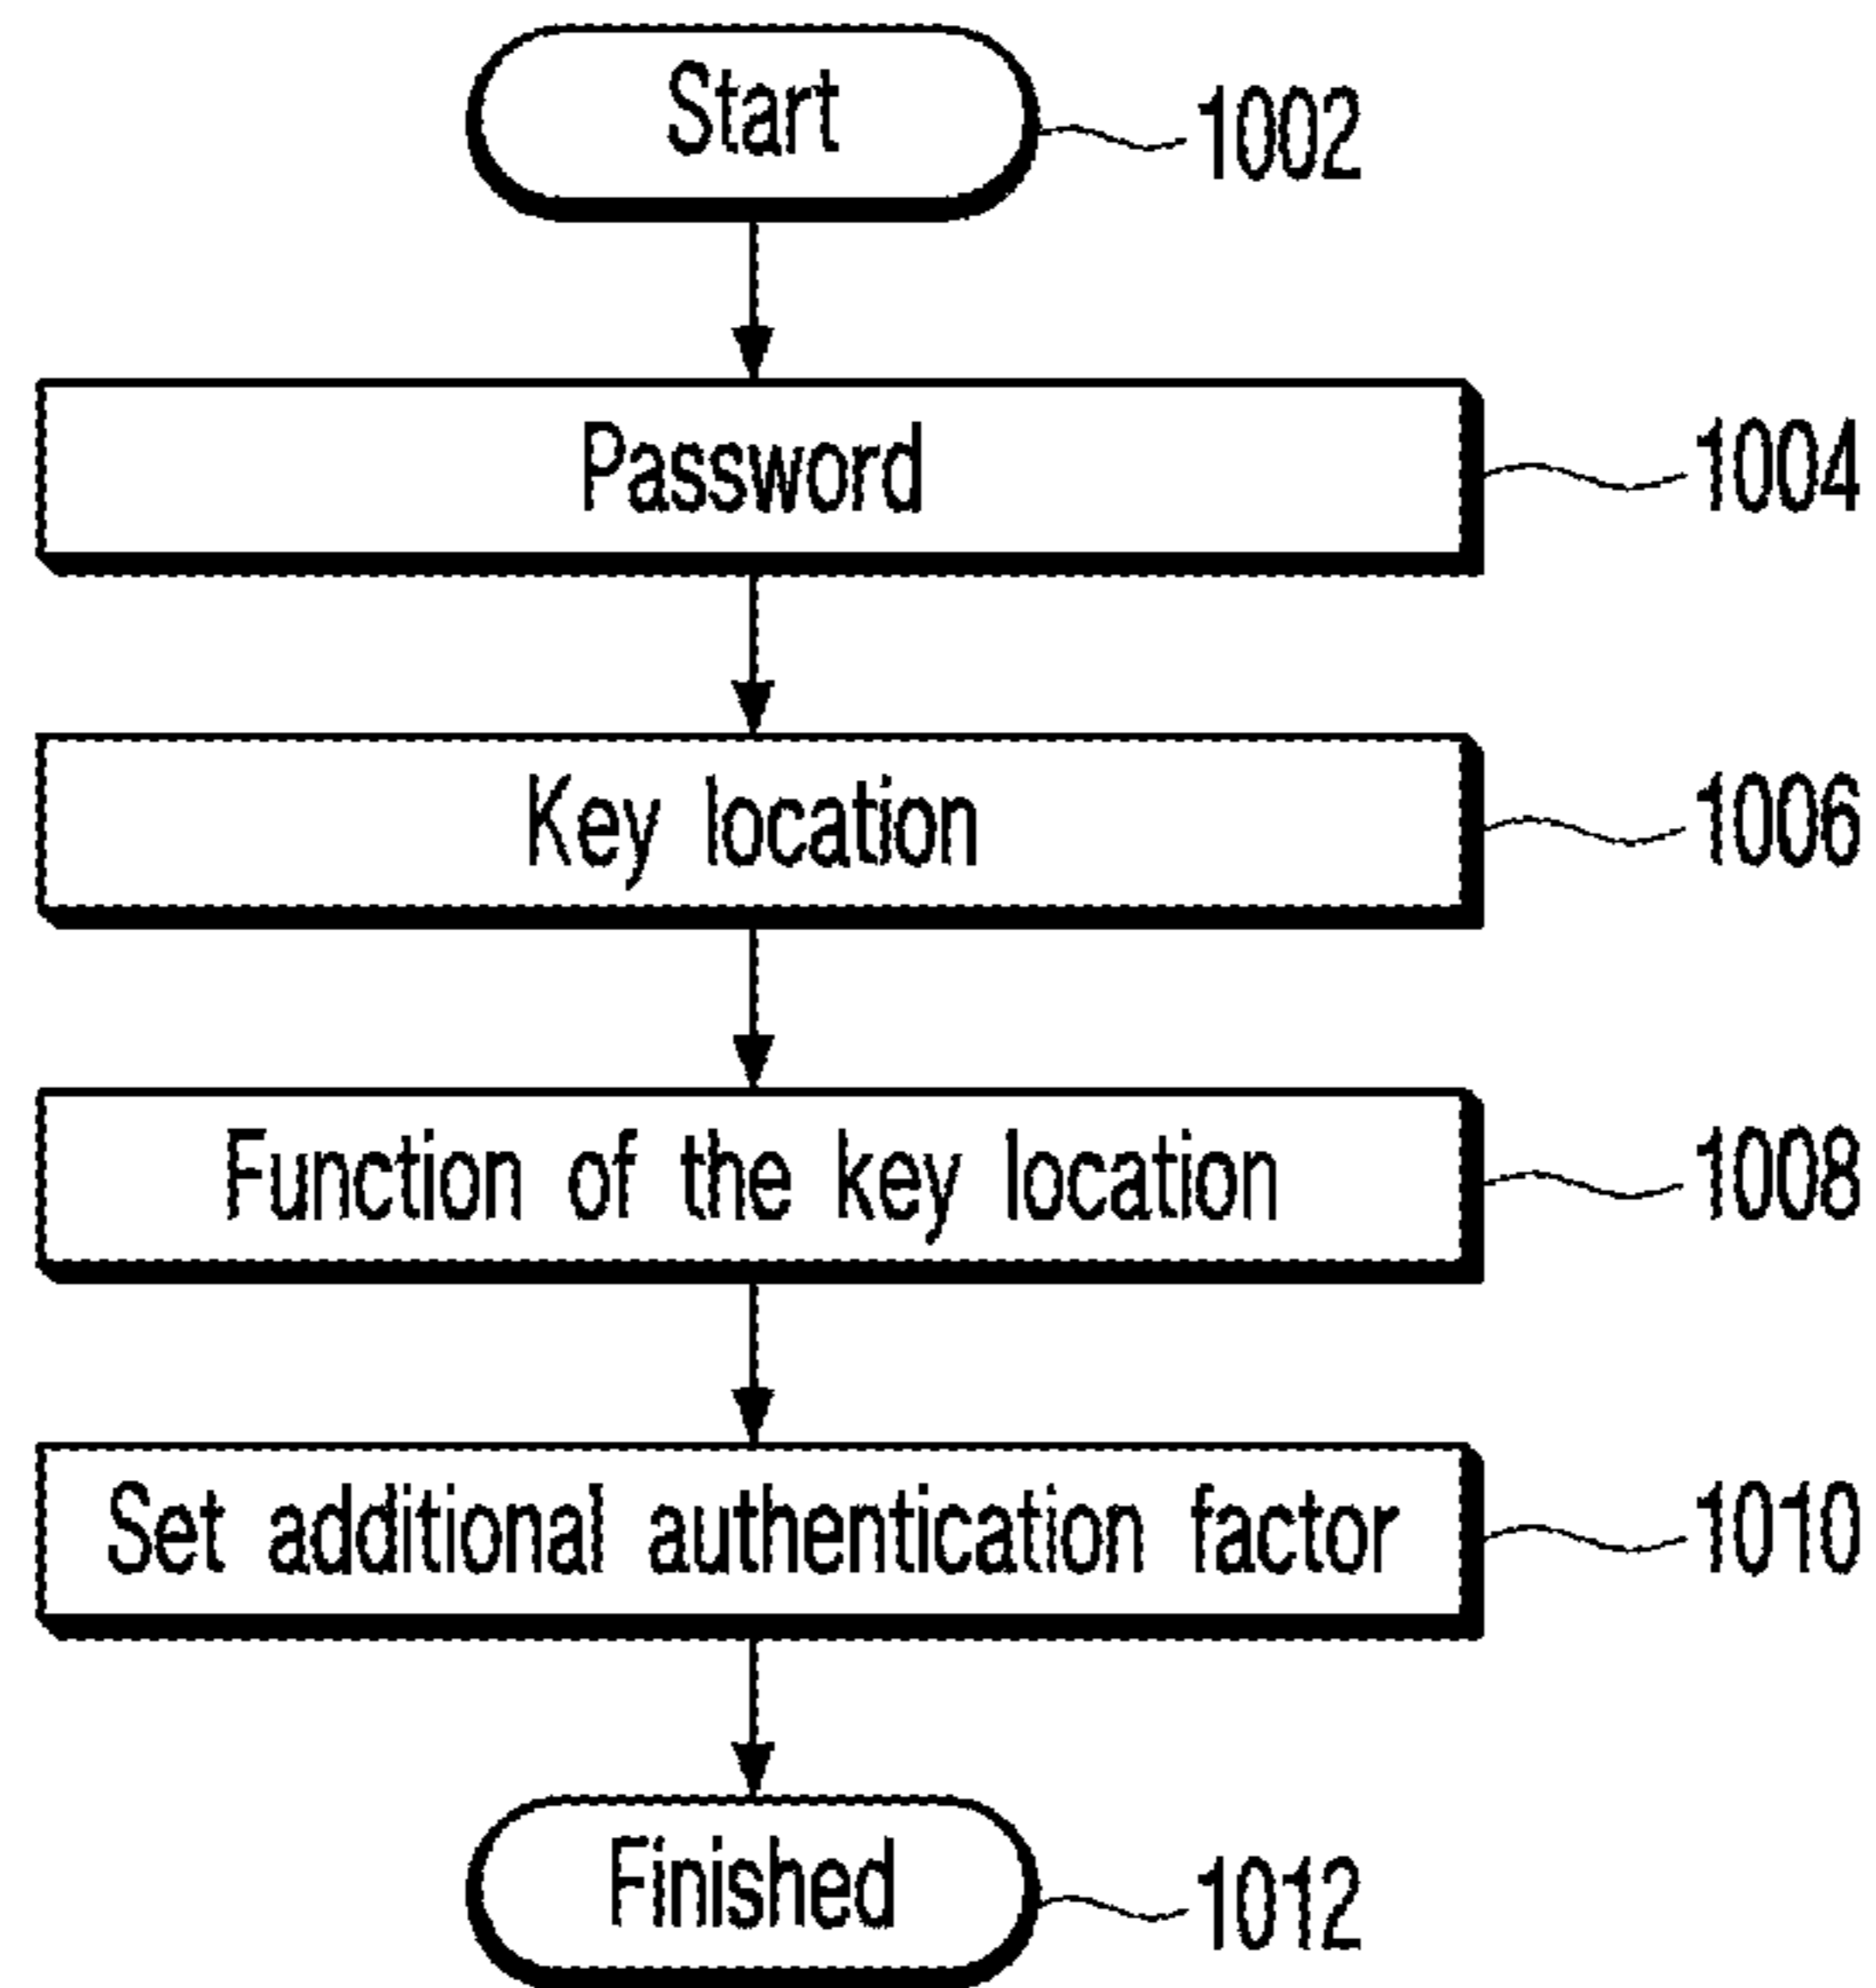 Start
1002
Password
1004
Key location
1006
Function of the key location
1008
Set additional authentication factor
1010
Finished
1012